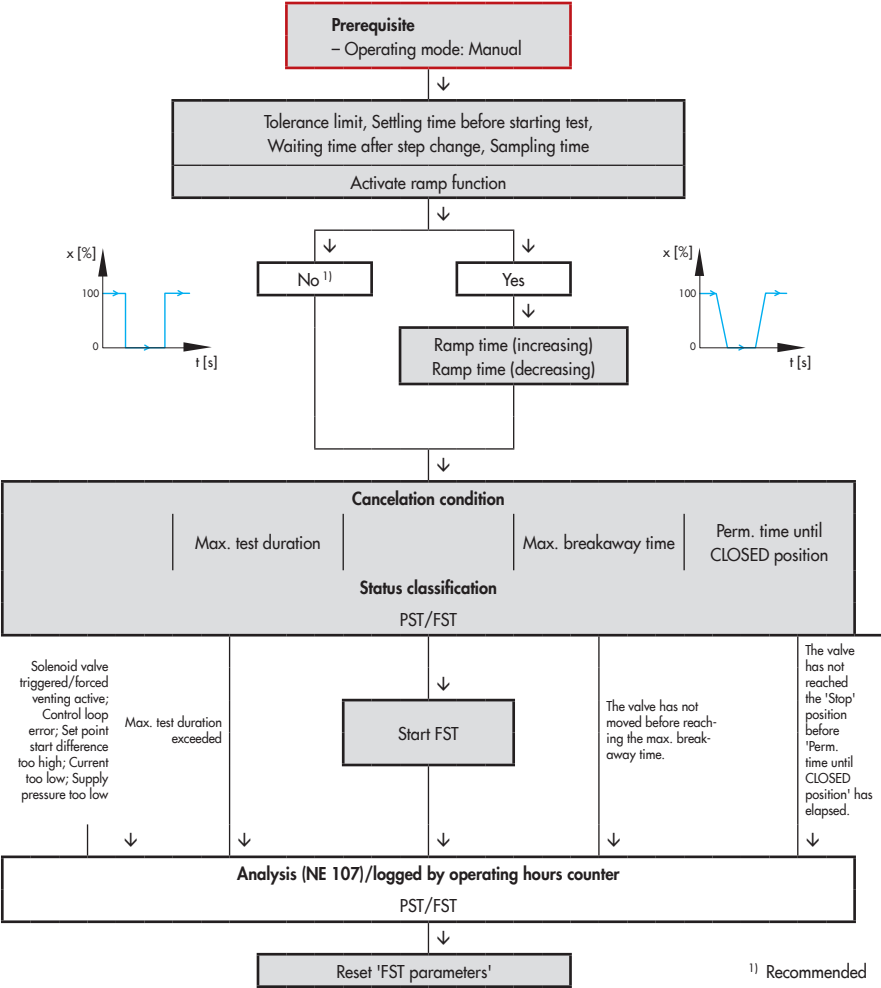 Prerequisite
– Operating mode: Manual
Tolerance limit, Settling time before starting test,
Waiting time after step change, Sampling time
Activate ramp function
x [%]
100
0
t [s]
No 1)
Yes
x [%]
100
0
t [s]
Ramp time (increasing)
Ramp time (decreasing)
Cancelation condition
Max. test duration
Max. breakaway time
Perm. time until
CLOSED position
Status classification
PST/FST
Solenoid valve
triggered/forced
venting active;
Control loop
error; Set point
start difference
too high; Current
too low; Supply
pressure too low
Max. test duration
exceeded
Start FST
The valve has not
moved before reach-
ing the max. break-
away time.
The valve
has not
reached
the 'Stop'
position
before
'Perm.
time until
CLOSED
position' has
elapsed.
Analysis (NE 107)/logged by operating hours counter
PST/FST
Reset 'FST parameters'
1) Recommended